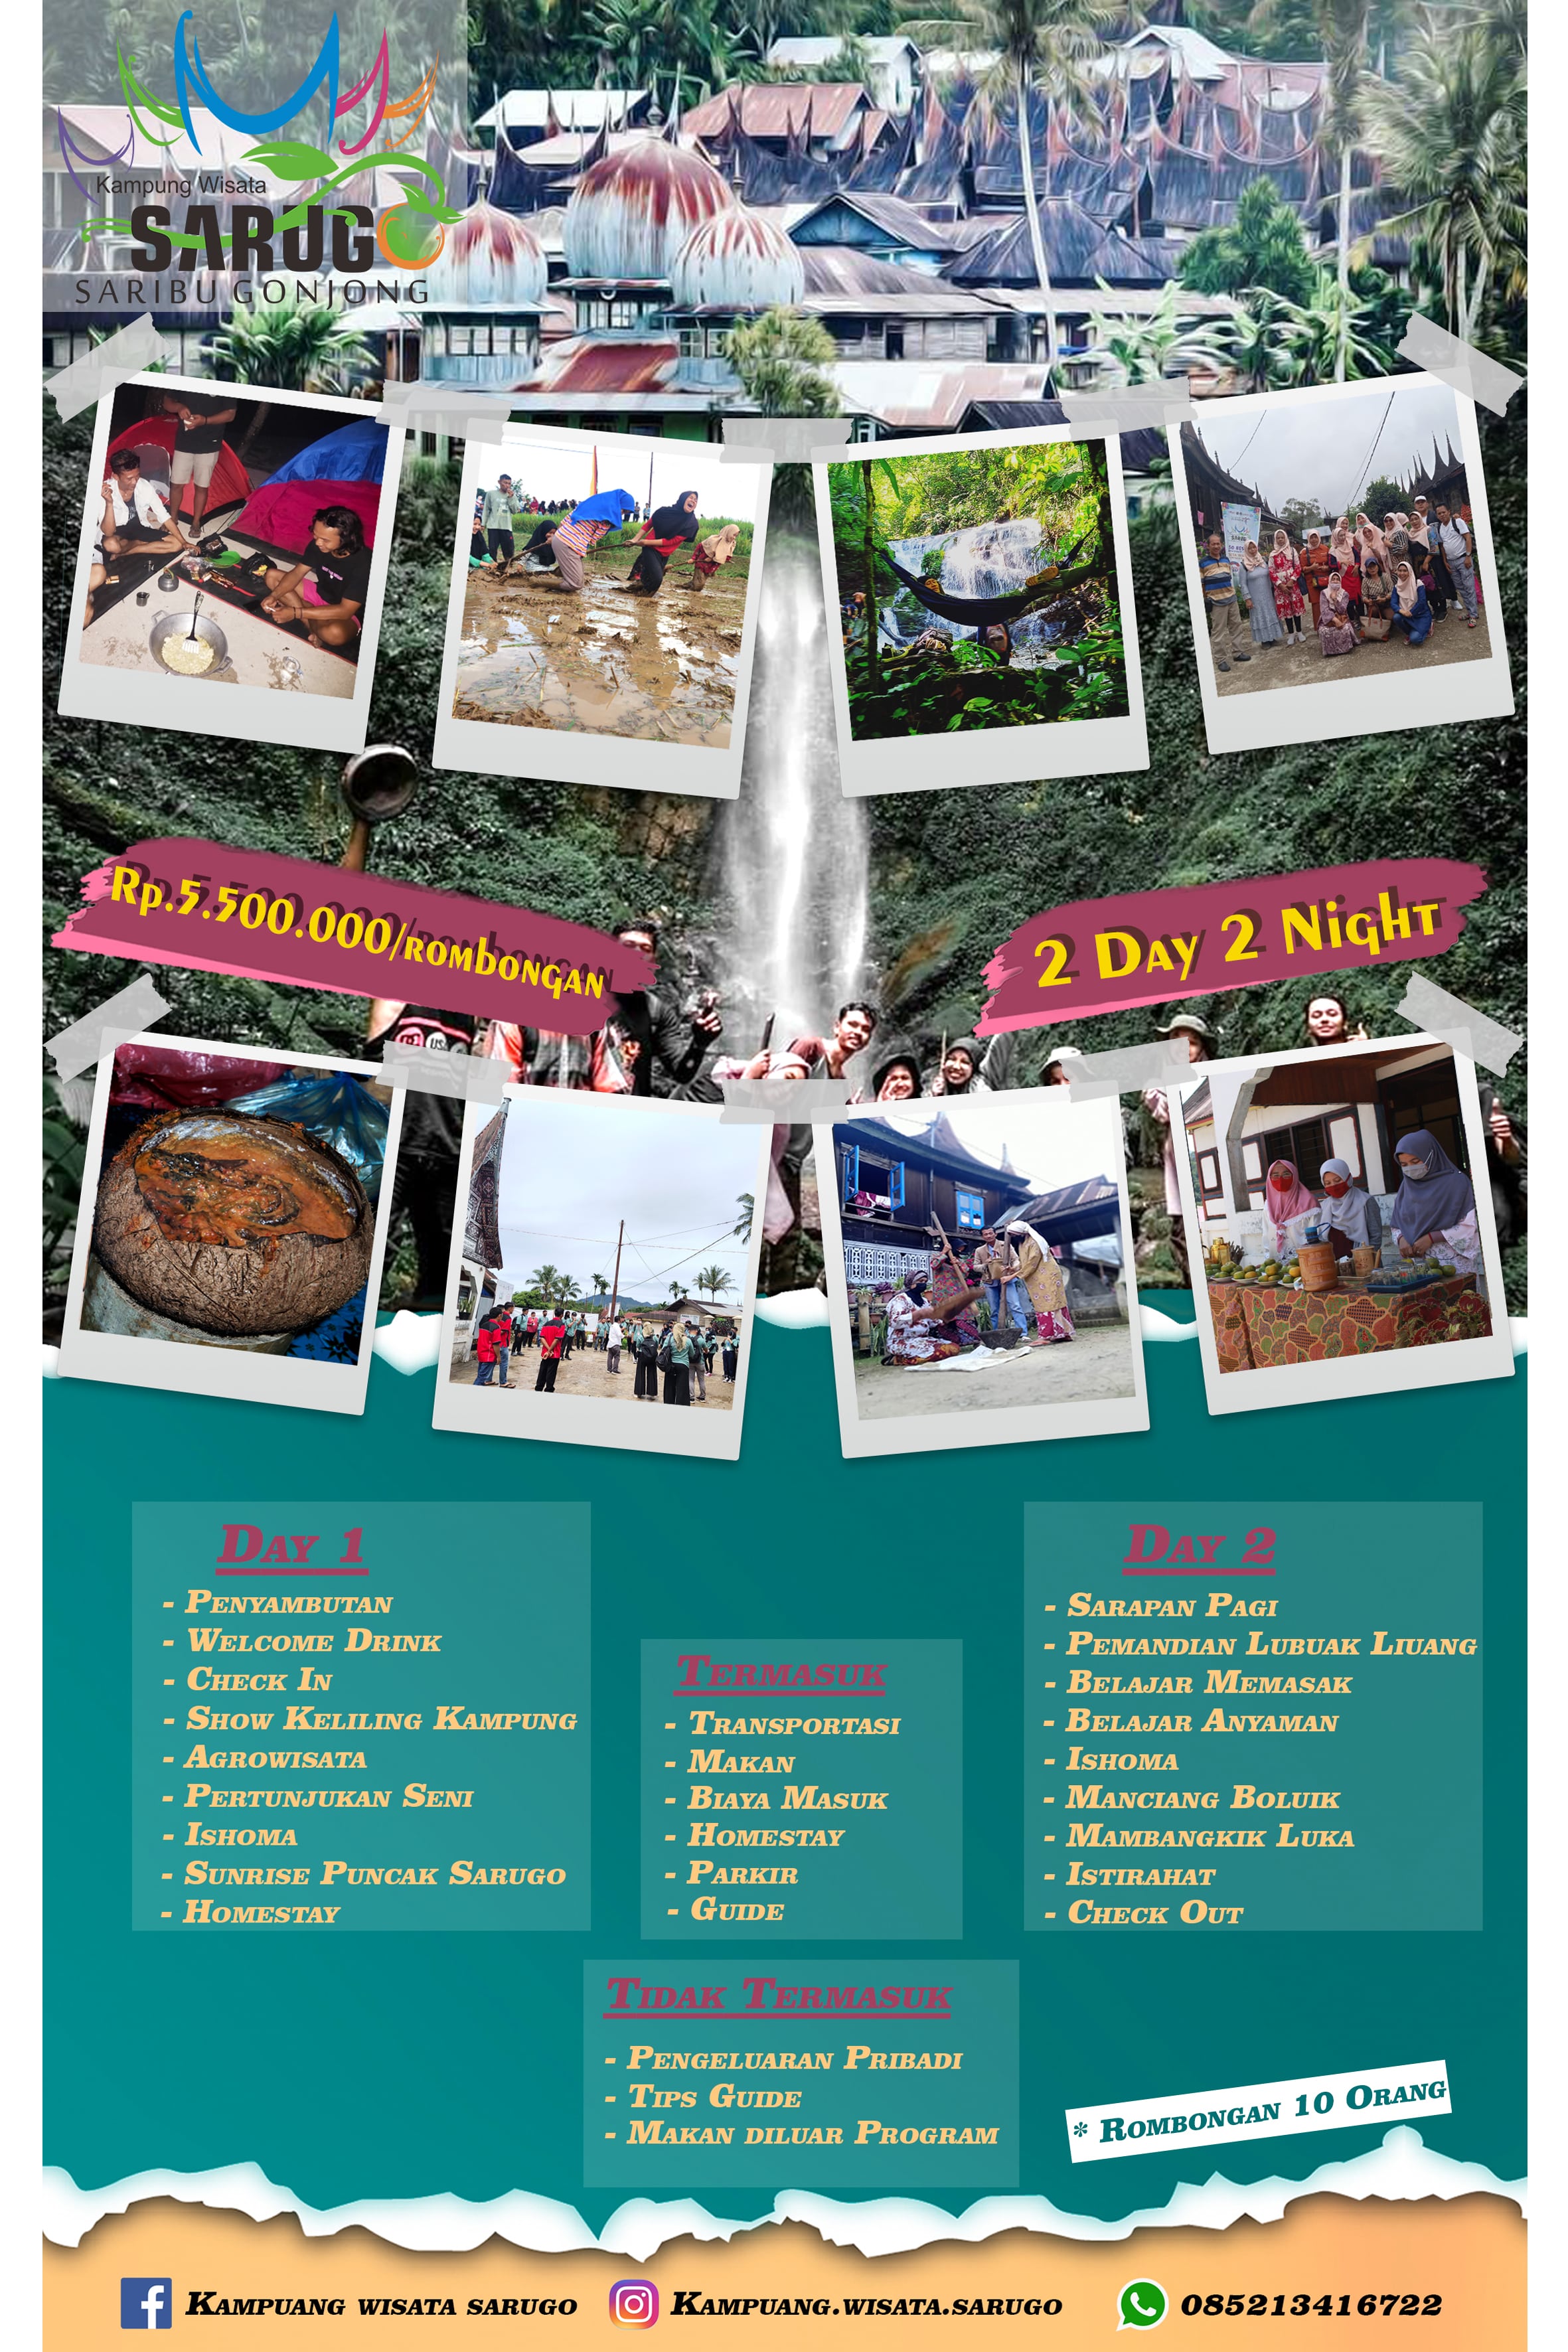 Kampung Wisata
SARUGO
SARIBU GONJONG
Rp.5.500.000/rombongan
2 Day 2 Night
Day 1
- Penyambutan
- Welcome Drink
- Check In
- Show Keliling Kampung
- Agrowisata
- Pertunjukan Seni
- Ishoma
- Sunrise Puncak Sarugo
- Homestay
Termasuk
- Transportasi
- Makan
- Biaya Masuk
- Homestay
- Parkir
- Guide
Day 2
- Sarapan Pagi
- Pemandian Lubuak Liuang
- Belajar Memasak
- Belajar Anyaman
- Ishoma
- Manciang Boluik
- Mambangkik Luka
- Istirahat
- Check Out
Tidak Termasuk
- Pengeluaran Pribadi
- Tips Guide
- Makan diluar Program
* Rombongan 10 Orang
Kampuang wisata sarugo
Kampuang.wisata.sarugo
085213416722